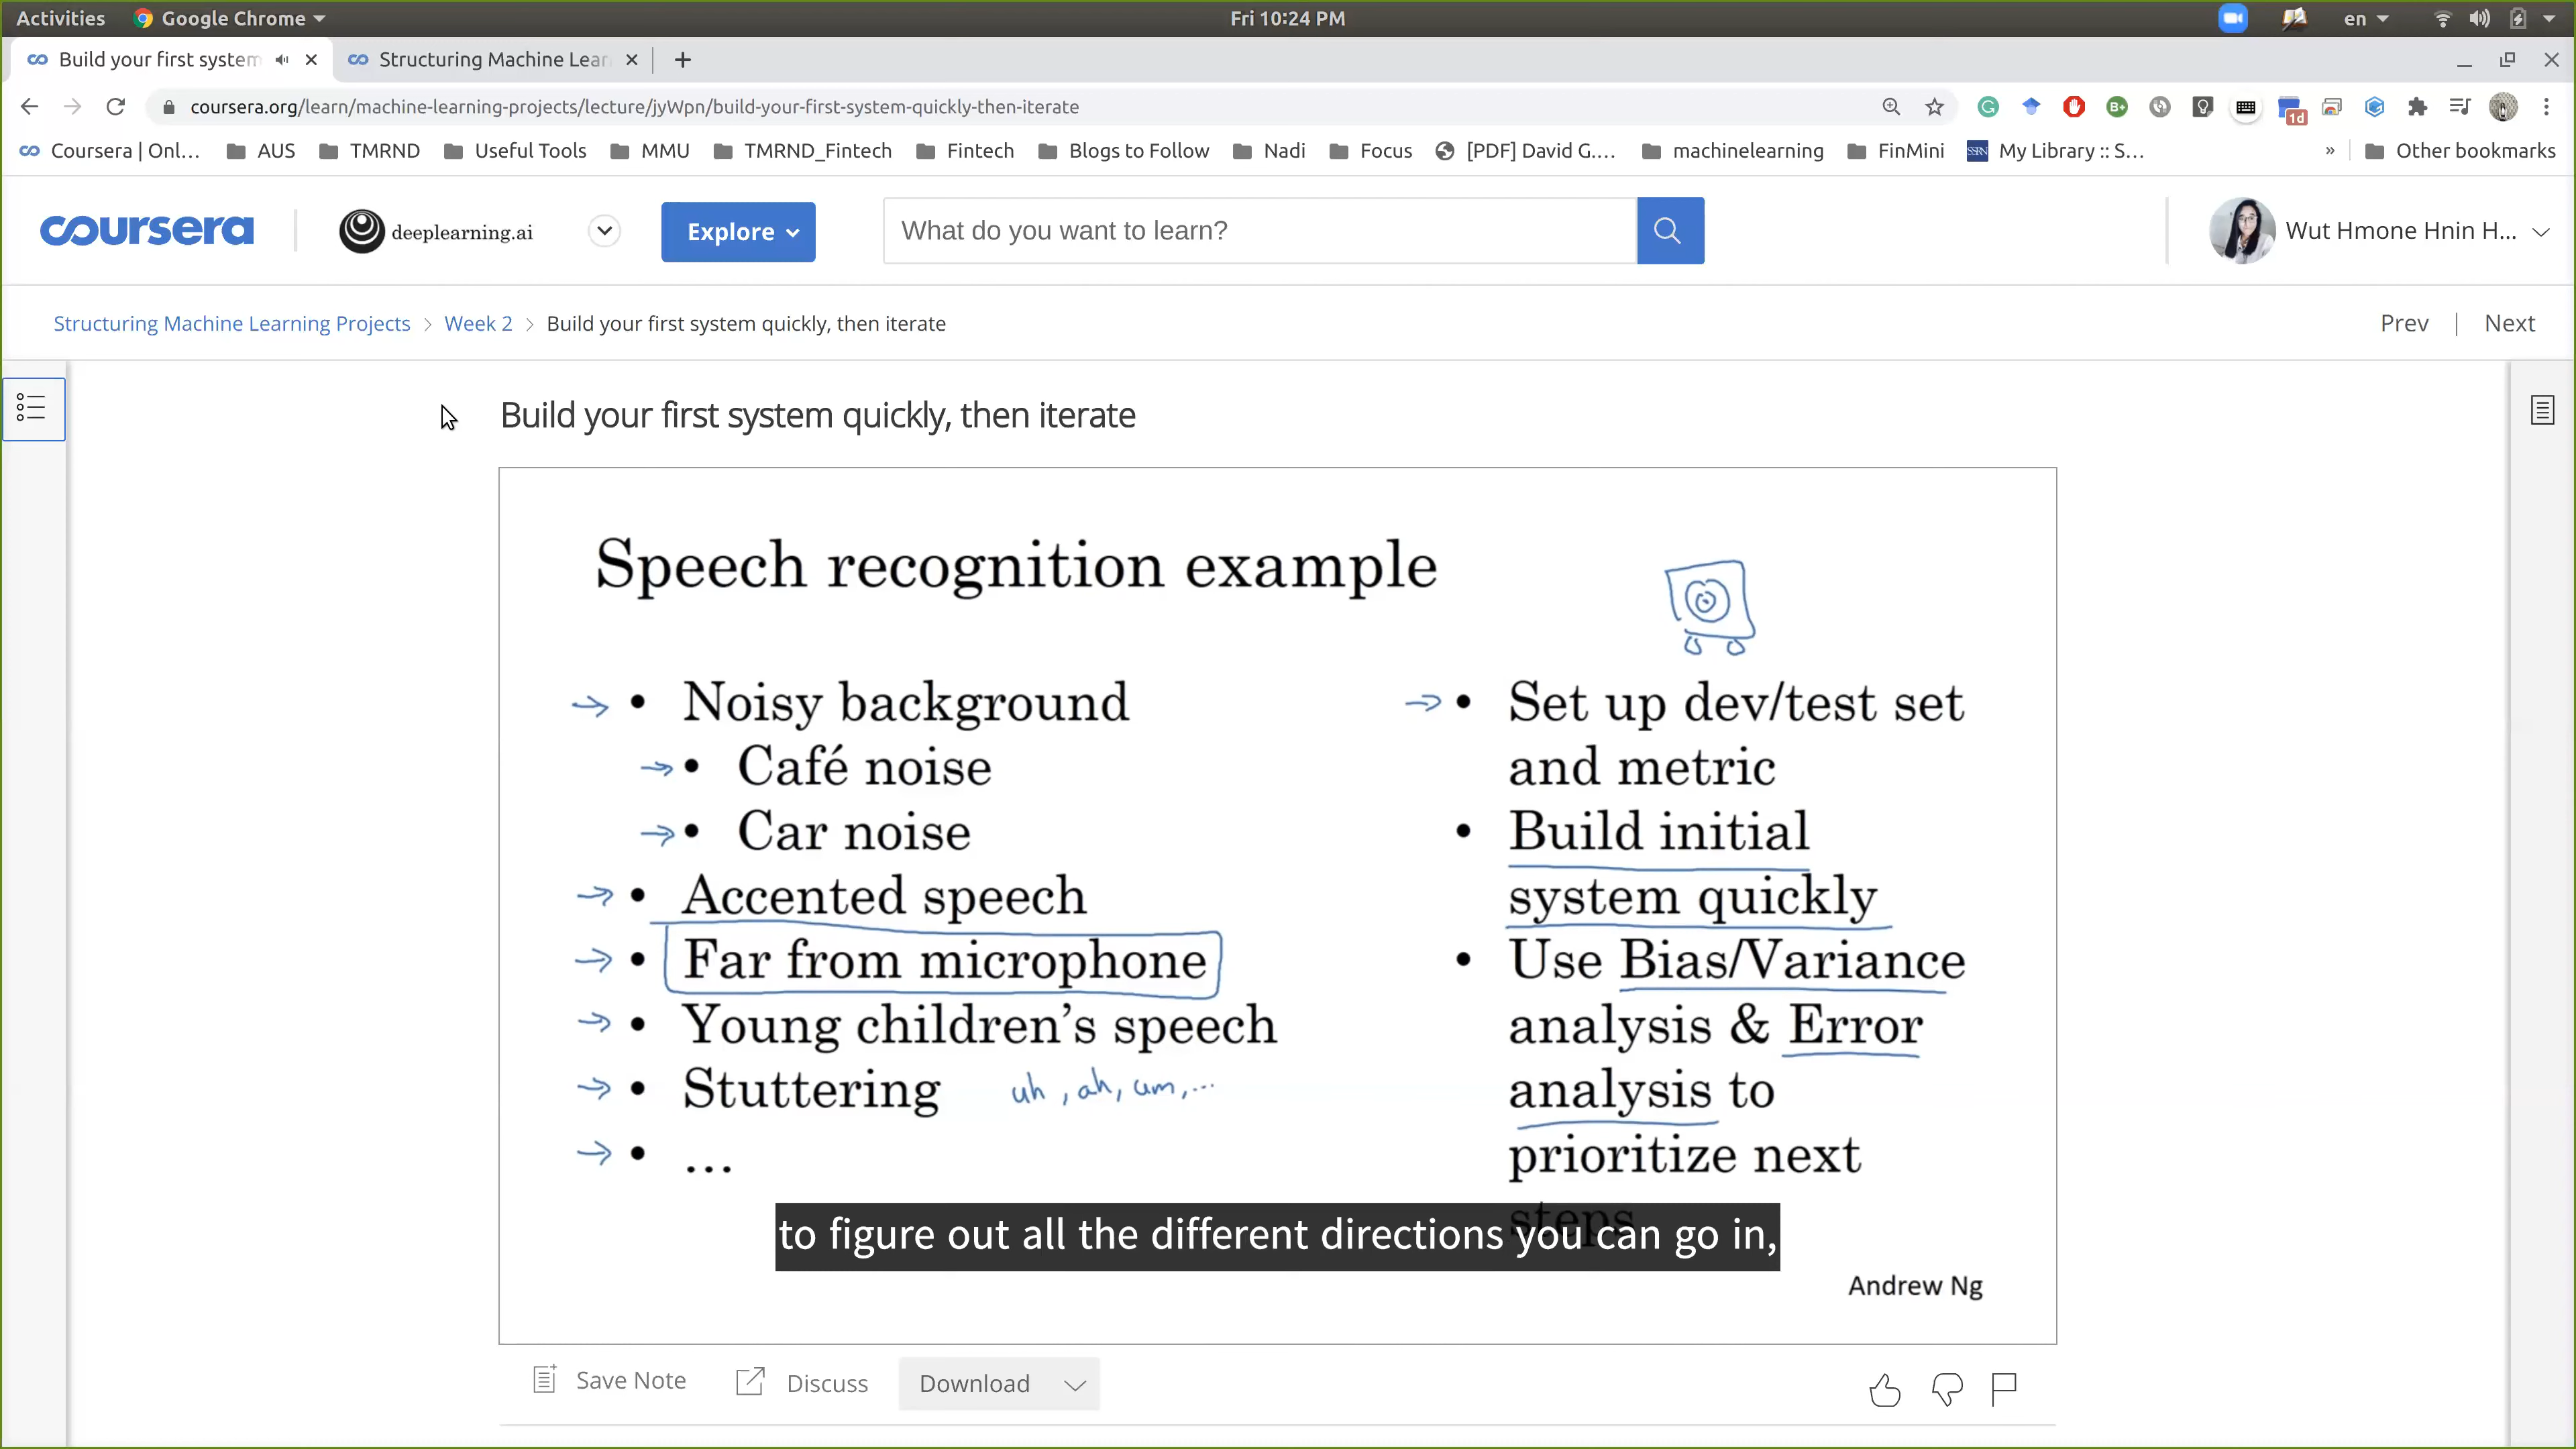 Activities Google Chrome Fri 10:24 PM en
Build your first system Structuring Machine Lear
coursera.org/learn/machine-learning-projects/lecture/jyWpn/build-your-first-system-quickly-then-iterate 1d
Coursera | Onl... AUS TMRND Useful Tools MMU TMRND_Fintech Fintech Blogs to Follow Nadi Focus [PDF] David G.... machinelearning FinMini SSRN My Library :: S... » Other bookmarks
coursera deeplearning.ai Explore What do you want to learn? Wut Hmone Hnin H...
Structuring Machine Learning Projects > Week 2 > Build your first system quickly, then iterate Prev | Next
Build your first system quickly, then iterate
Speech recognition example
→ • Noisy background
→ • Café noise
→ • Car noise
→ • Accented speech
→ • Far from microphone
→ • Young children's speech
→ • Stuttering uh, ah, um, ...
→ • ...
→ • Set up dev/test set
and metric
• Build initial
system quickly
• Use Bias/Variance
analysis & Error
analysis to
prioritize next
steps
to figure out all the different directions you can go in,
Andrew Ng
Save Note Discuss Download